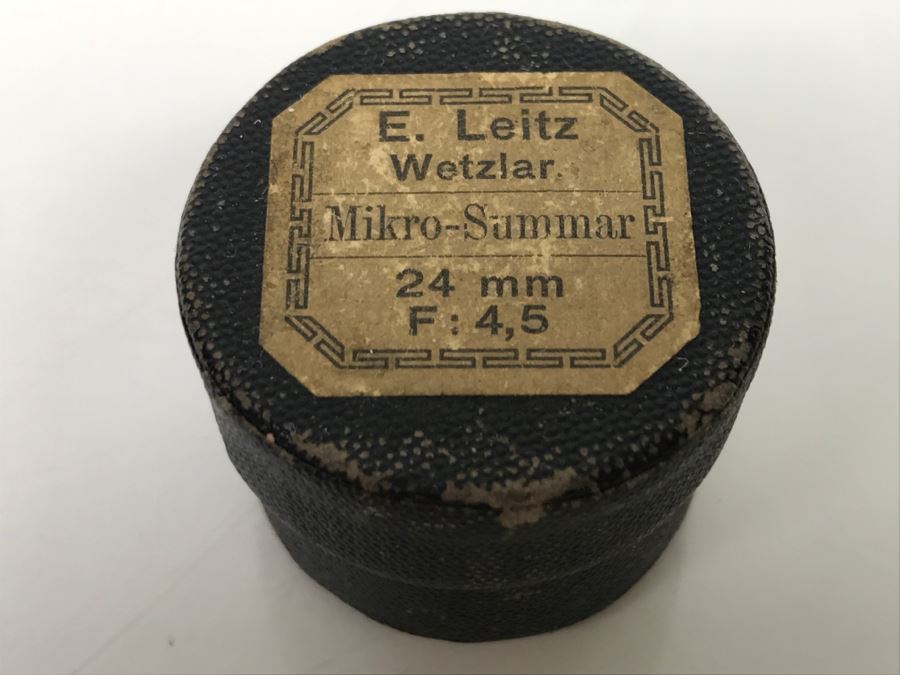 E. Leitz
Wetzlar.
Mikro-Summar
24 mm
F: 4,5